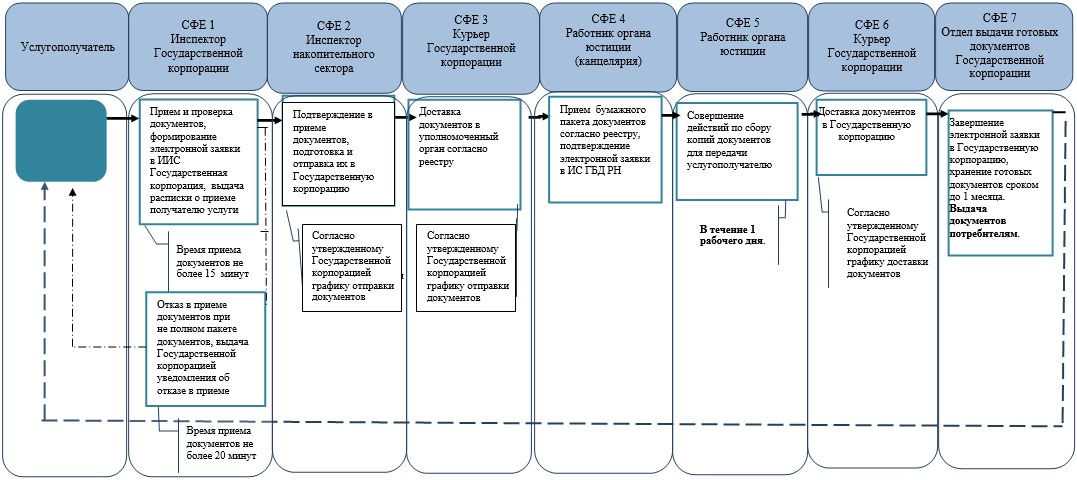 Услугополучатель
СФЕ 1
Инспектор
Государственной
корпорации
СФЕ 2
Инспектор
накопительного
сектора
СФЕ 3
Курьер
Государственной
корпорации
СФЕ 4
Работник органа
юстиции
(канцелярия)
СФЕ 5
Работник органа
юстиции
СФЕ 6
Курьер
Государственной
корпорации
СФЕ 7
Отдел выдачи готовых
документов
Государственной
корпорации
Прием и проверка
документов,
формирование
электронной заявки
в ИИС
Государственная
корпорация, выдача
расписки о приеме
получателю услуги
Время приема
документов не
более 15 минут
Отказ в приеме
документов при
не полном пакете
документов, выдача
Государственной
корпорацией
уведомления об
отказе в приеме
Время приема
документов не
более 20 минут
Подтверждение в
приеме
документов,
подготовка и
отправка их в
Государственную
корпорацию
Согласно
утвержденному
Государственной
корпорацией
графику отправки
документов
Доставка
документов в
уполномоченный
орган согласно
реестру
Согласно
утвержденному
Государственной
корпорацией
графику отправки
документов
Прием бумажного
пакета документов
согласно реестру,
подтверждение
электронной заявки
в ИС ГБД РН
Совершение
действий по сбору
копий документов
для передачи
услугополучателю
В течение 1
рабочего дня.
Доставка документов
в Государственную
корпорацию
Согласно
утвержденному
Государственной
корпорацией
графику доставки
документов
Завершение
электронной заявки
в Государственную
корпорацию,
хранение готовых
документов сроком
до 1 месяца.
Выдача
документов
потребителям.